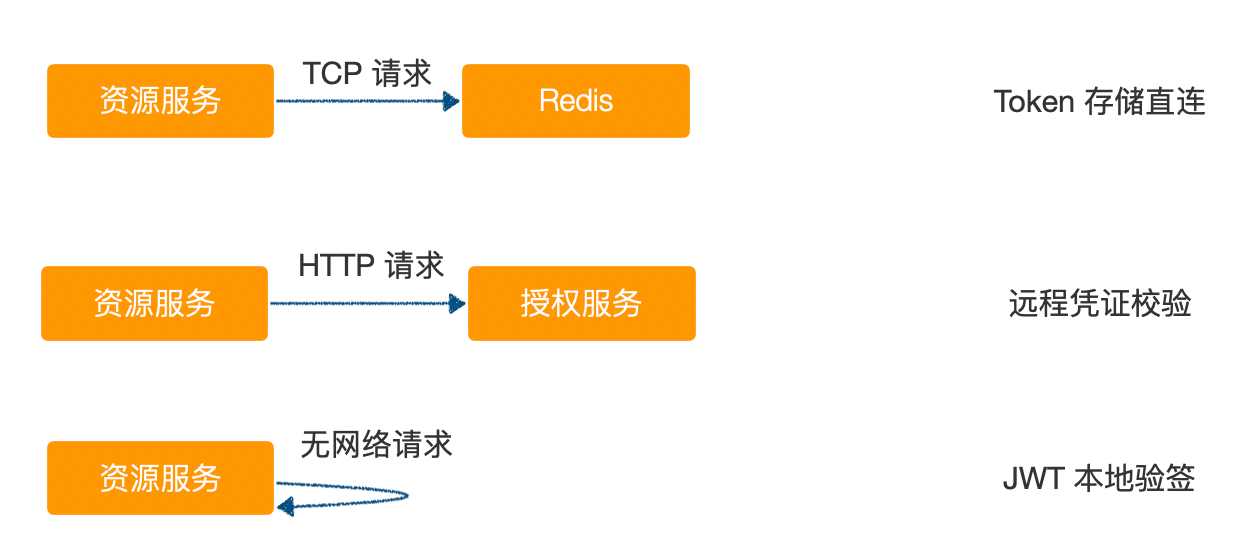 TCP 请求
资源服务
Redis
Token 存储直连
HTTP 请求
资源服务
授权服务
远程凭证校验
无网络请求
资源服务
JWT 本地验签